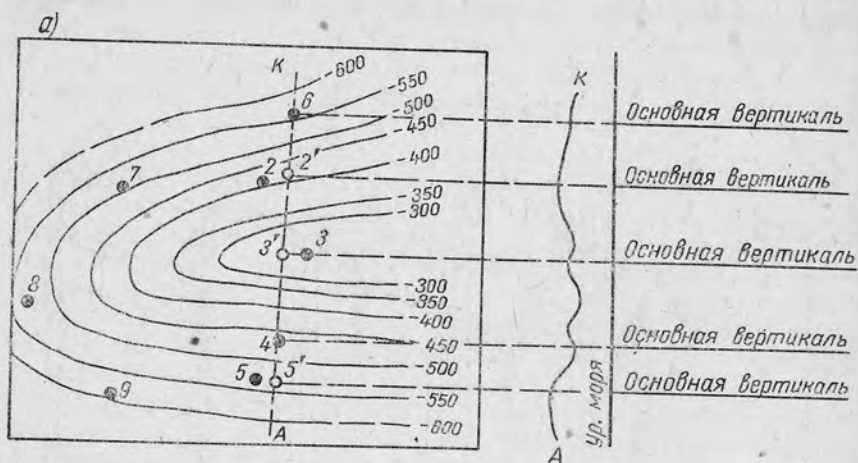 а)
К
-600
-550
-500
-450
-400
-350
-300
6
7
2
2'
3'
3
8
-300
-350
-400
4
-450
-500
5
5'
-550
9
-600
А
К
Ур. моря
А
Основная вертикаль
Основная вертикаль
Основная вертикаль
Основная вертикаль
Основная вертикаль